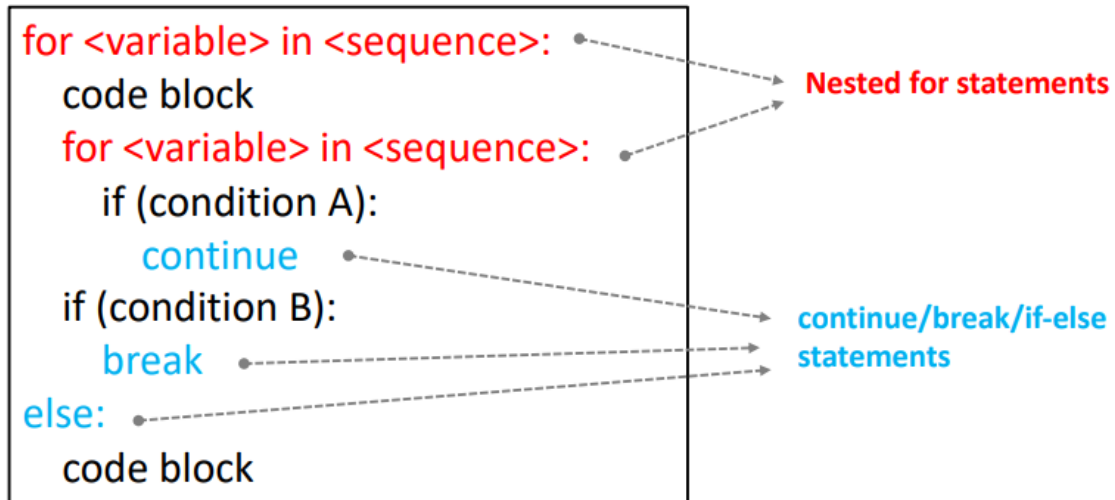 for <variable> in <sequence>:
code block
for <variable> in <sequence>:
if (condition A):
continue
if (condition B):
break
else:
code block
Nested for statements
continue/break/if-else
statements